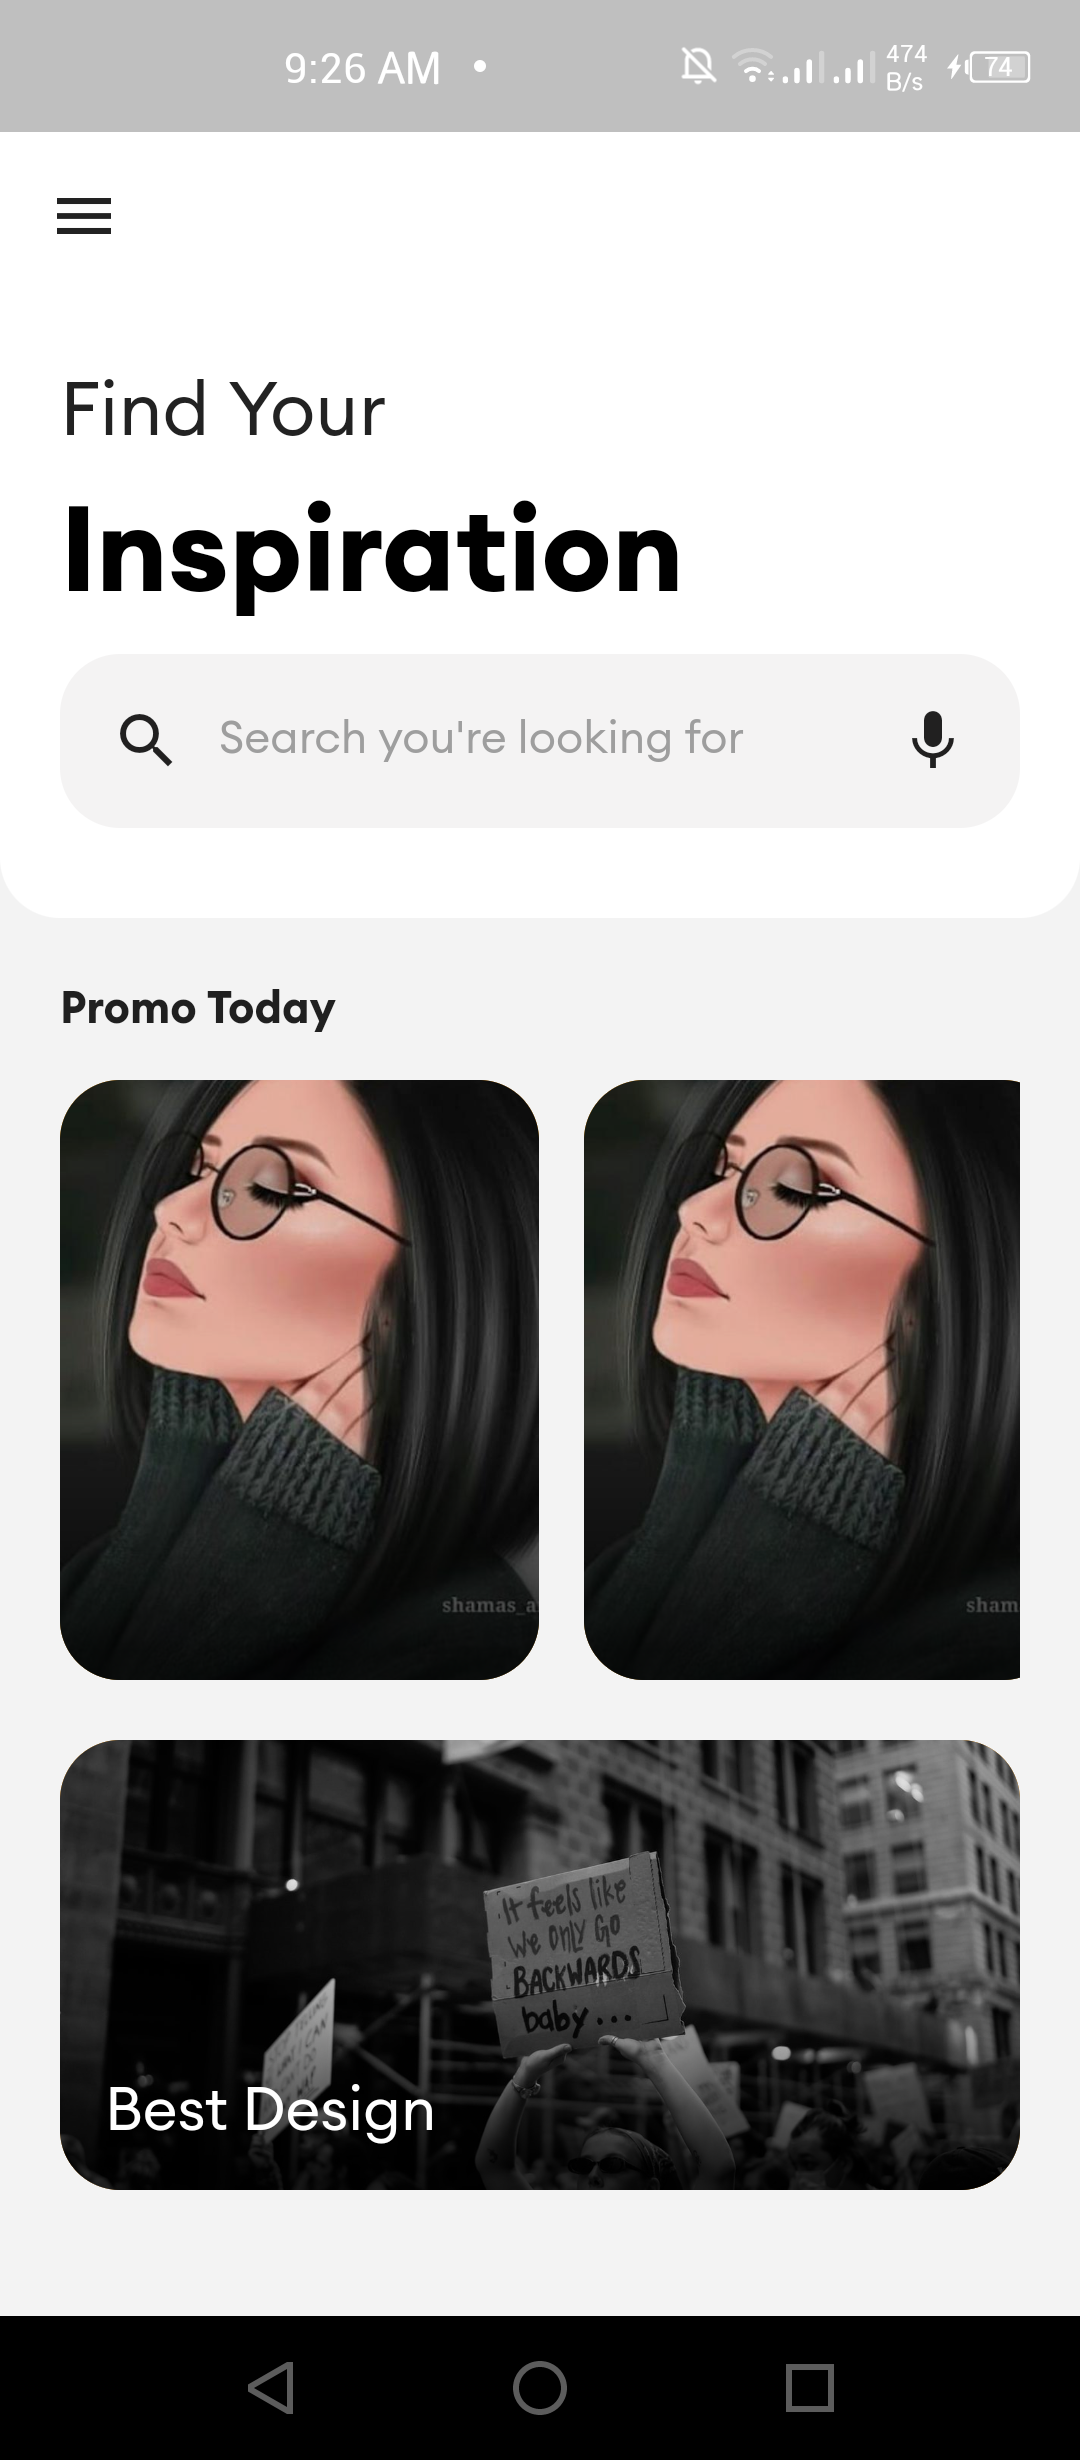 9:26 AM
474
B/s
74
Find Your
Inspiration
Search you're looking for
Promo Today
shamas_a
sham
It feels like
we only GO
BACKWARDS
baby...
Best Design